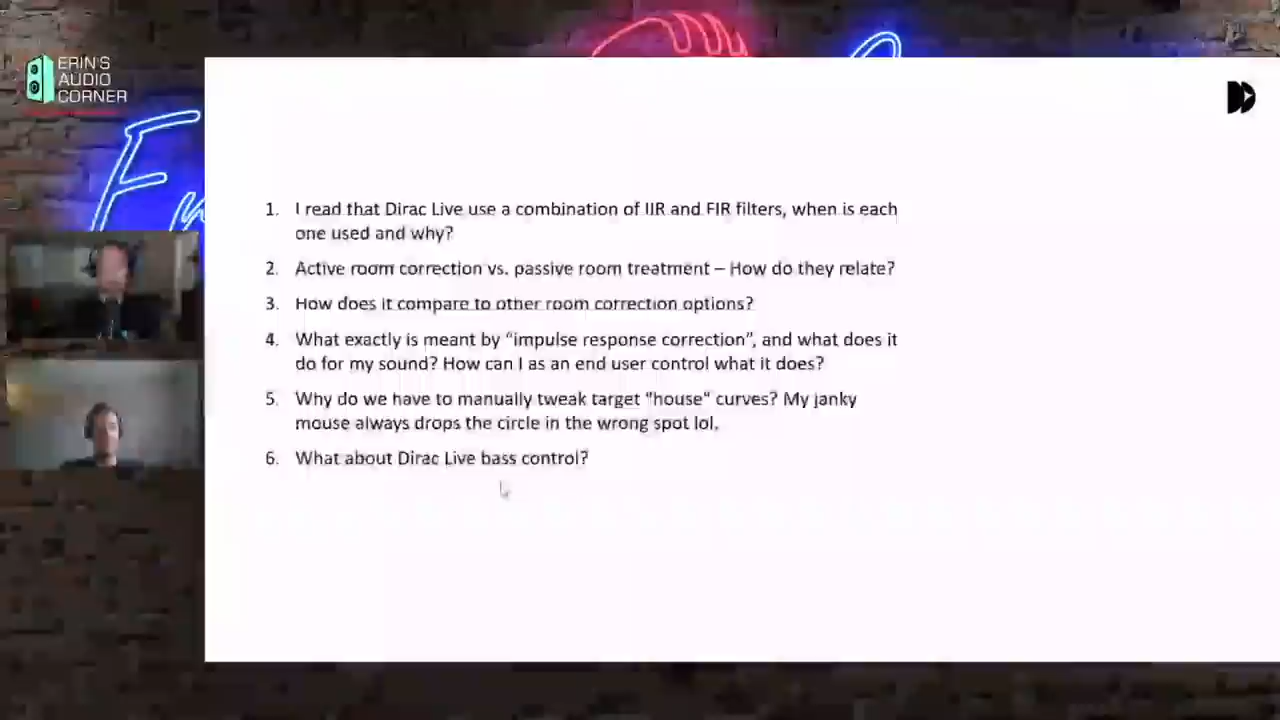 ERIN'S
AUDIO
CORNER
1. I read that Dirac Live use a combination of IIR and FIR filters, when is each
one used and why?
2. Active room correction vs. passive room treatment – How do they relate?
3. How does it compare to other room correction options?
4. What exactly is meant by “impulse response correction”, and what does it
do for my sound? How can I as an end user control what it does?
5. Why do we have to manually tweak target "house" curves? My janky
mouse always drops the circle in the wrong spot lol.
6. What about Dirac Live bass control?